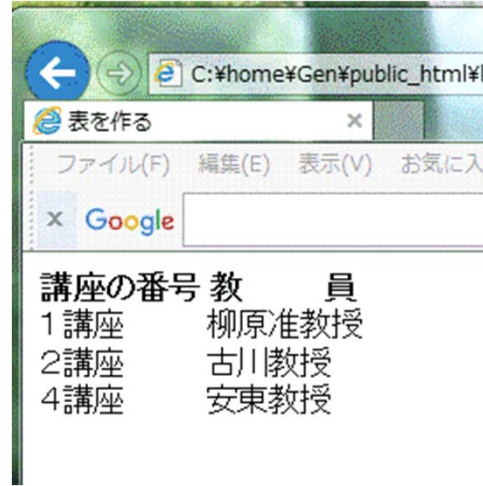 C:¥home¥Gen¥public_html¥
表を作る ×
ファイル(F) 編集(E) 表示(V) お気に入
x Google
講座の番号 教 員
1講座 柳原准教授
2講座 古川教授
4講座 安東教授